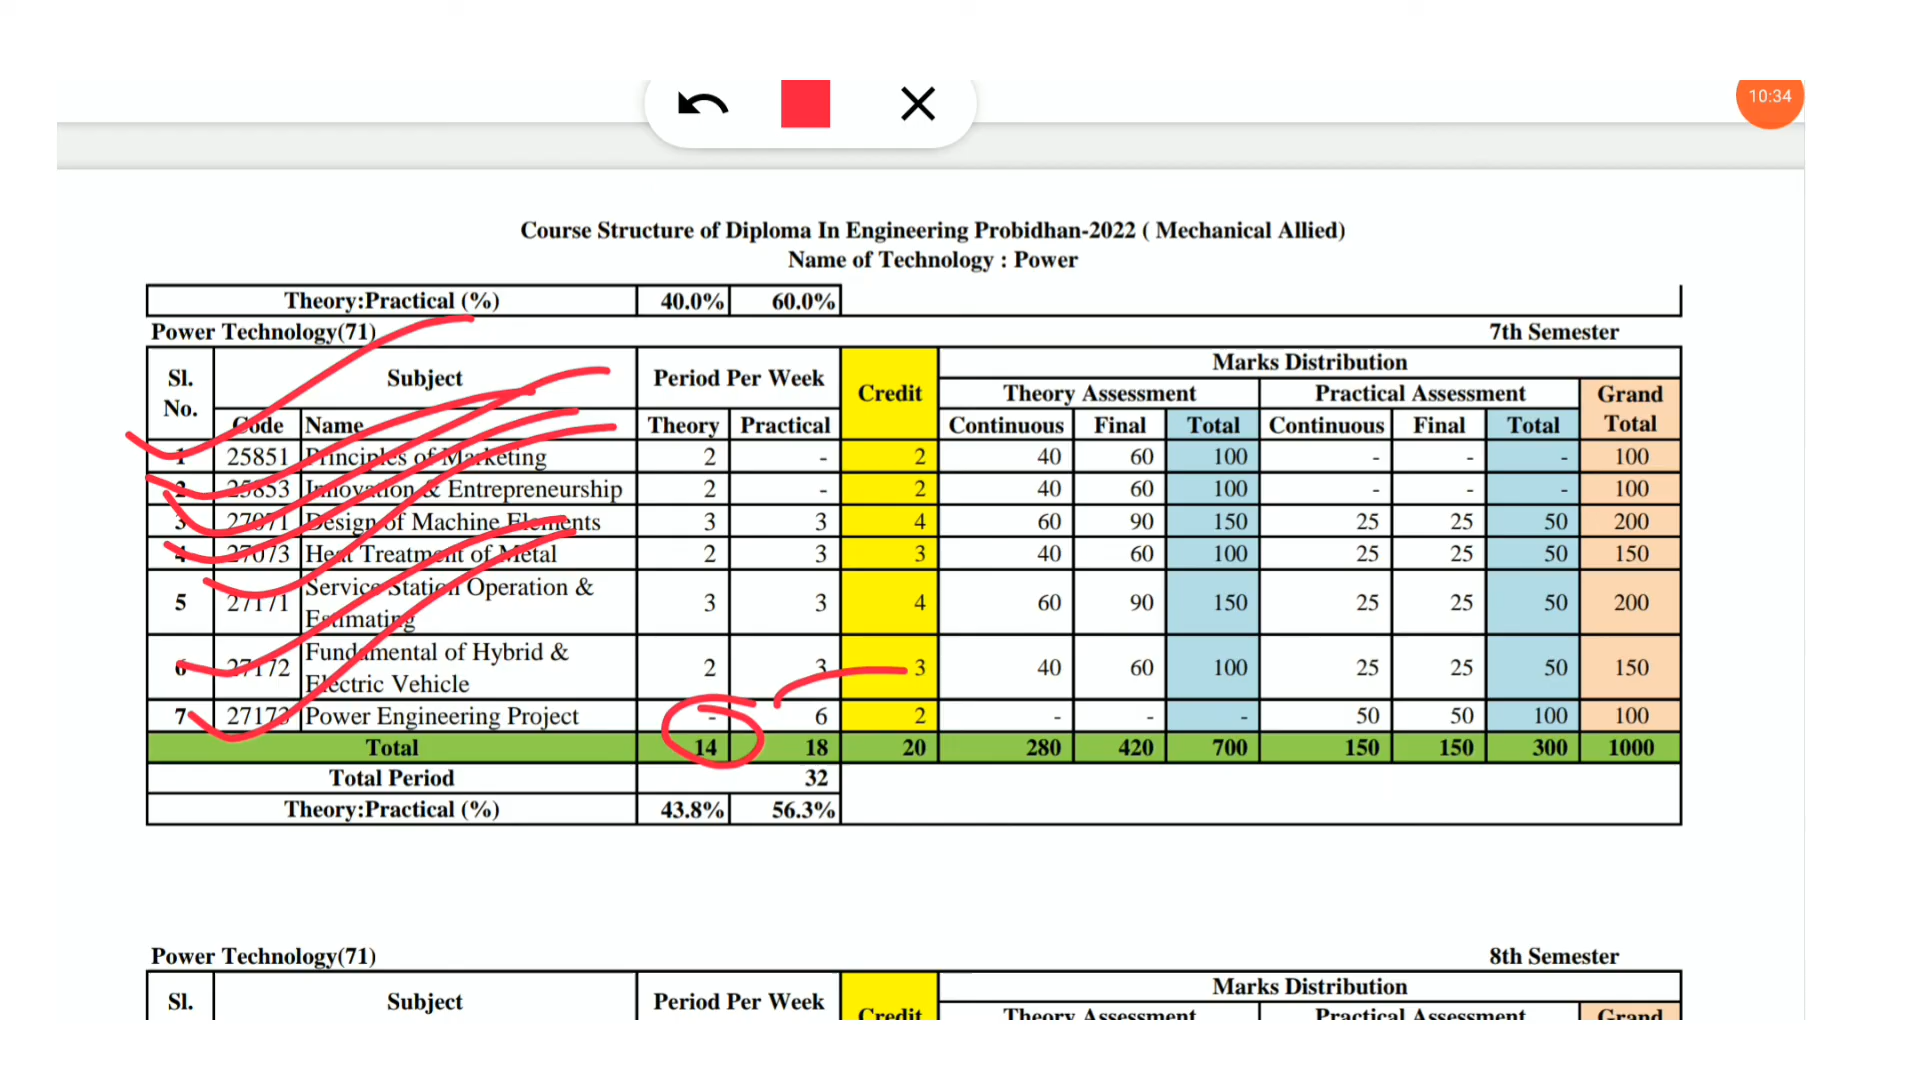 10:34
Course Structure of Diploma In Engineering Probidhan-2022 ( Mechanical Allied)
Name of Technology : Power
Theory:Practical (%) 40.0% 60.0%
Power Technology(71) 7th Semester
Sl. No. Subject Period Per Week Credit Marks Distribution
Theory Assessment Practical Assessment Grand Total
Code Name Theory Practical Continuous Final Total Continuous Final Total
1 25851 Principles of Marketing 2 - 2 40 60 100 - - - 100
2 25853 Innovation & Entrepreneurship 2 - 2 40 60 100 - - - 100
3 27071 Design of Machine Elements 3 3 4 60 90 150 25 25 50 200
4 27073 Heat Treatment of Metal 2 3 3 40 60 100 25 25 50 150
5 27171 Service Station Operation & Estimating 3 3 4 60 90 150 25 25 50 200
6 27172 Fundamental of Hybrid & Electric Vehicle 2 3 3 40 60 100 25 25 50 150
7 27173 Power Engineering Project - 6 2 - - - 50 50 100 100
Total 14 18 20 280 420 700 150 150 300 1000
Total Period 32
Theory:Practical (%) 43.8% 56.3%
Power Technology(71) 8th Semester
Sl. Subject Period Per Week Credit Marks Distribution
Theory Assessment Practical Assessment Grand